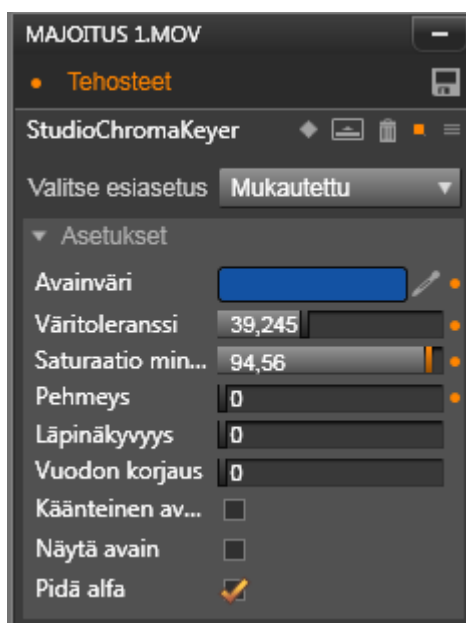 MAJOITUS 1.MOV
Tehosteet
StudioChromaKeyer
Valitse esiasetus Mukautettu
Asetukset
Avainväri
Väritoleranssi 39,245
Saturaatio min... 94,56
Pehmeys 0
Läpinäkyvyys 0
Vuodon korjaus 0
Käänteinen av...
Näytä avain
Pidä alfa